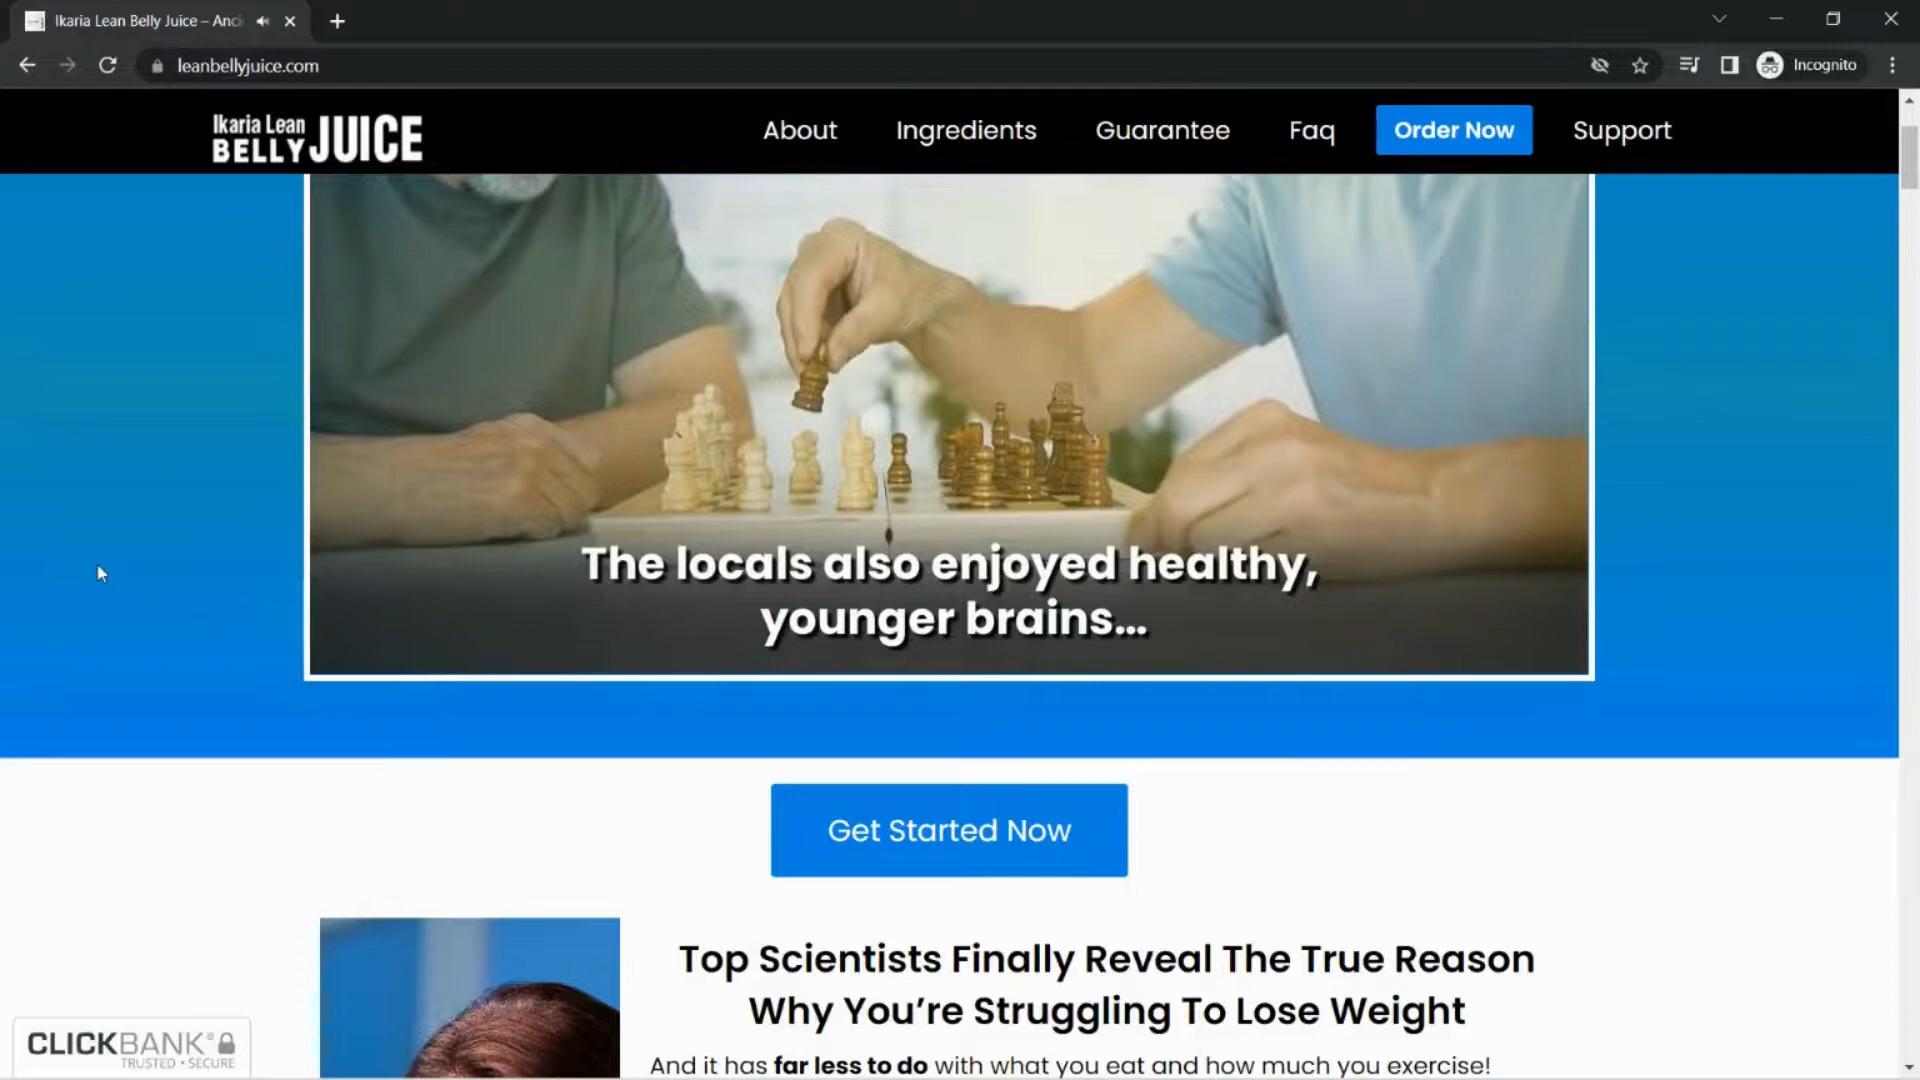 Ikaria Lean Belly Juice – Anci
leanbellyjuice.com
Incognito
Ikaria Lean
BELLY JUICE
About
Ingredients
Guarantee
Faq
Order Now
Support
The locals also enjoyed healthy,
younger brains...
Get Started Now
Top Scientists Finally Reveal The True Reason
Why You're Struggling To Lose Weight
And it has far less to do with what you eat and how much you exercise!
CLICKBANK®
TRUSTED • SECURE